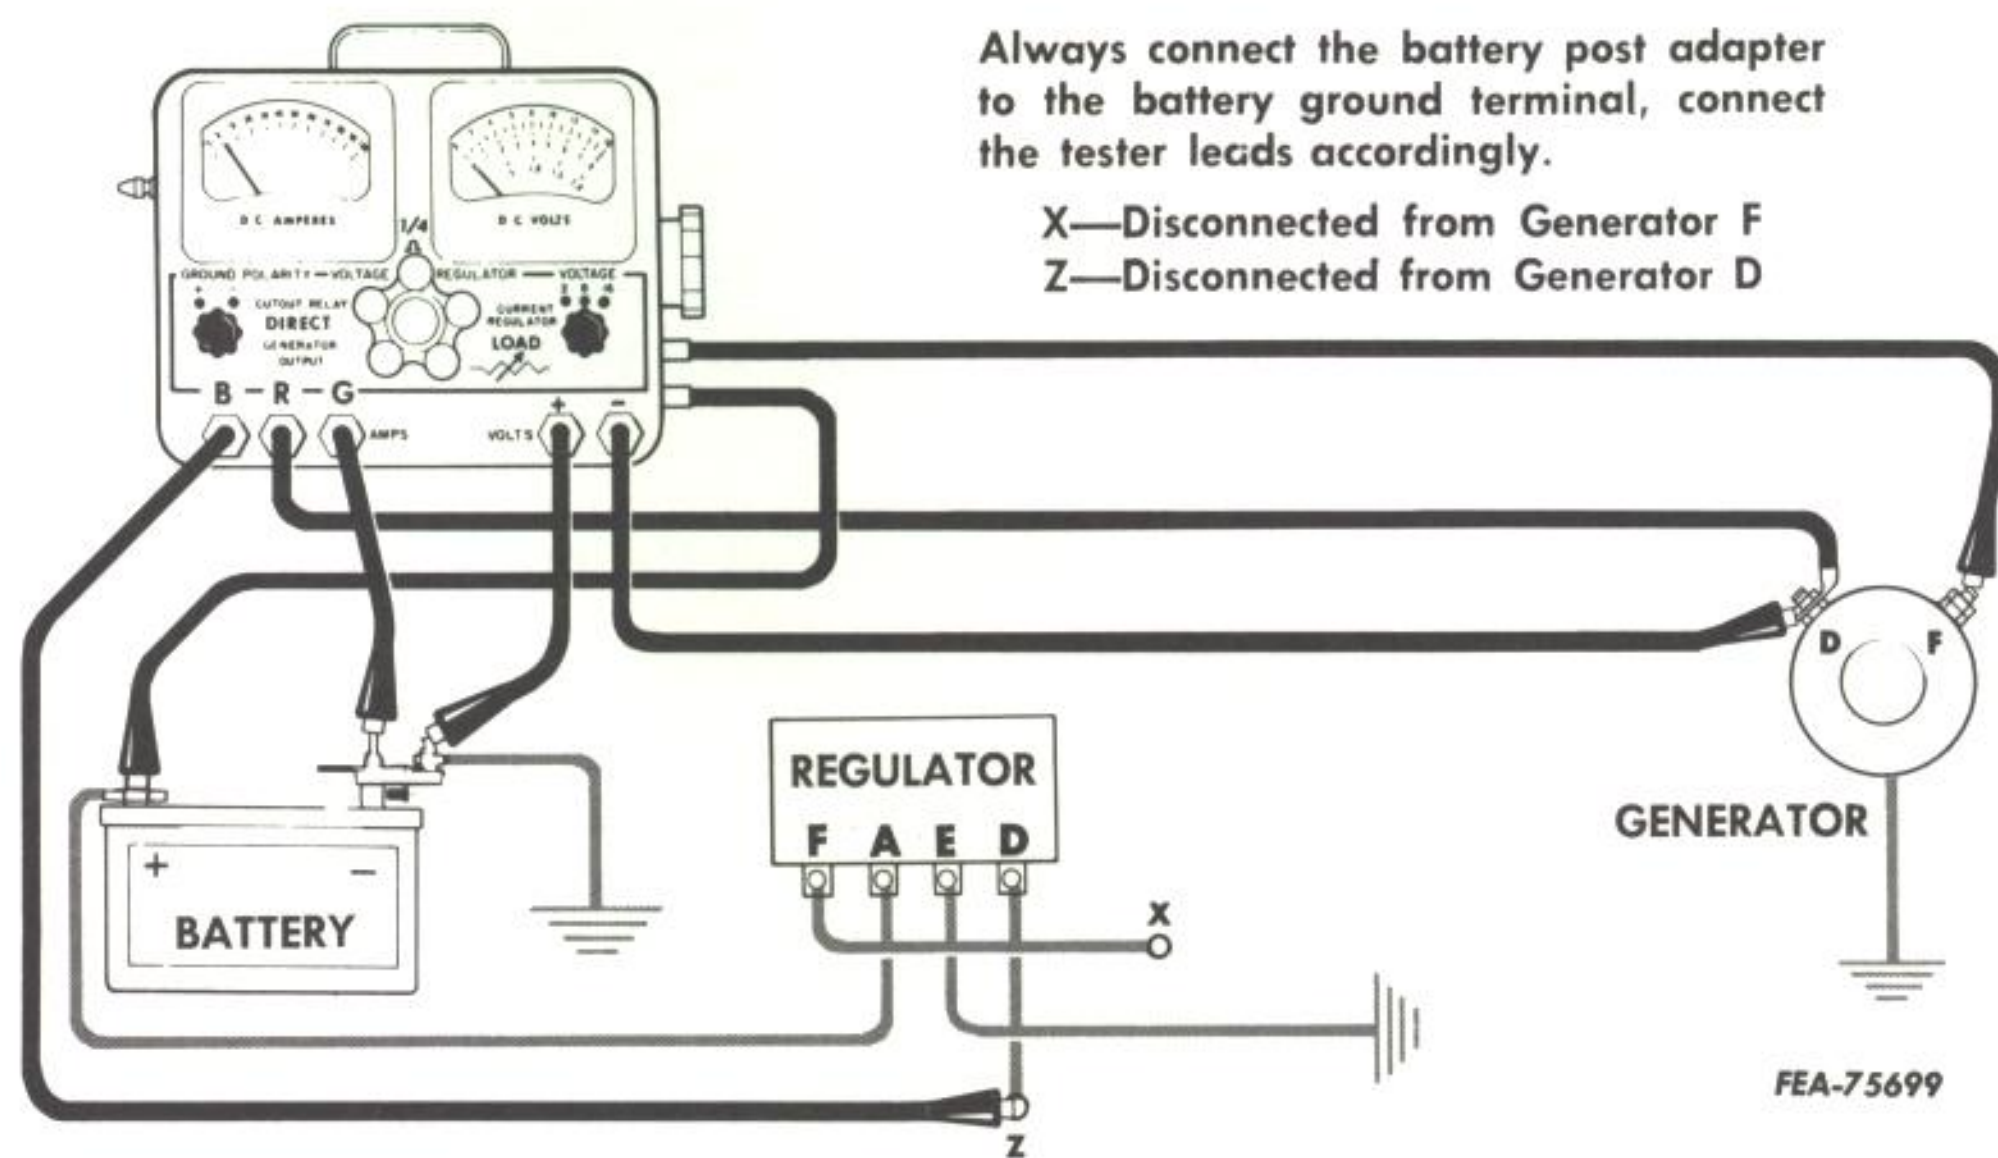 Always connect the battery post adapter
to the battery ground terminal, connect
the tester leads accordingly.
X—Disconnected from Generator F
Z—Disconnected from Generator D
DC AMPERES
DC VOLTS
1/4
GROUND POLARITY — VOLTAGE REGULATOR — VOLTAGE
+ -
CUTOUT RELAY
DIRECT
GENERATOR
OUTPUT
CURRENT
REGULATOR
LOAD
B - R - G
AMPS
VOLTS
+ -
D F
GENERATOR
REGULATOR
F A E D
+ -
BATTERY
X
Z
FEA-75699